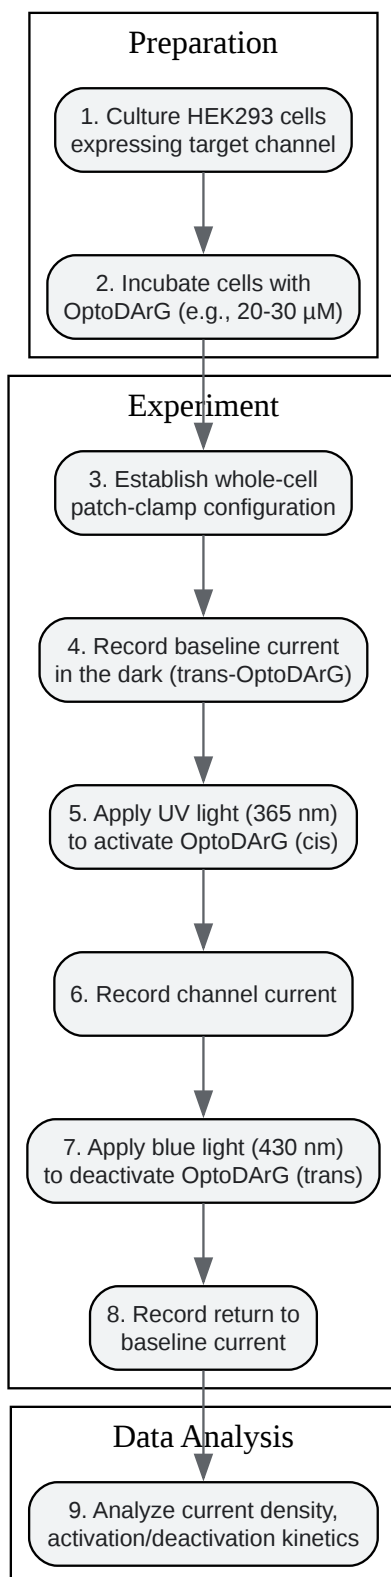 Preparation
1. Culture HEK293 cells
expressing target channel
2. Incubate cells with
OptoDArG (e.g., 20-30 µM)
Experiment
3. Establish whole-cell
patch-clamp configuration
4. Record baseline current
in the dark (trans-OptoDArG)
5. Apply UV light (365 nm)
to activate OptoDArG (cis)
6. Record channel current
7. Apply blue light (430 nm)
to deactivate OptoDArG (trans)
8. Record return to
baseline current
Data Analysis
9. Analyze current density,
activation/deactivation kinetics